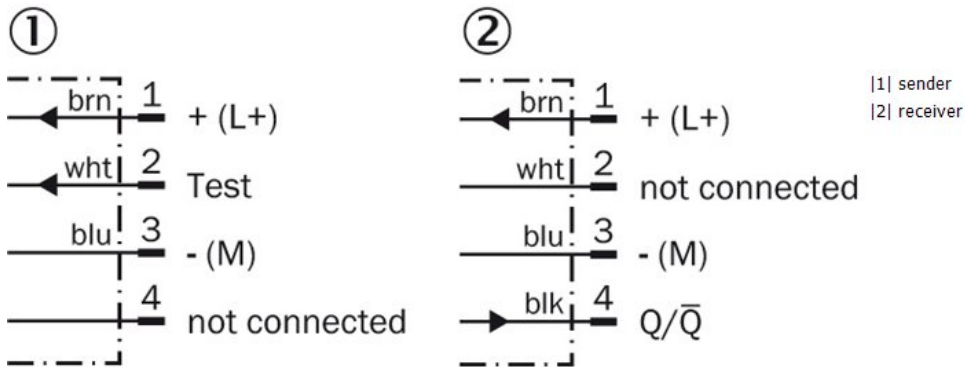 ① ②
brn 1 + (L+)
wht 2 Test
blu 3 - (M)
4 not connected
brn 1 + (L+)
wht 2 not connected
blu 3 - (M)
blk 4 Q/Q̅
|1| sender
|2| receiver